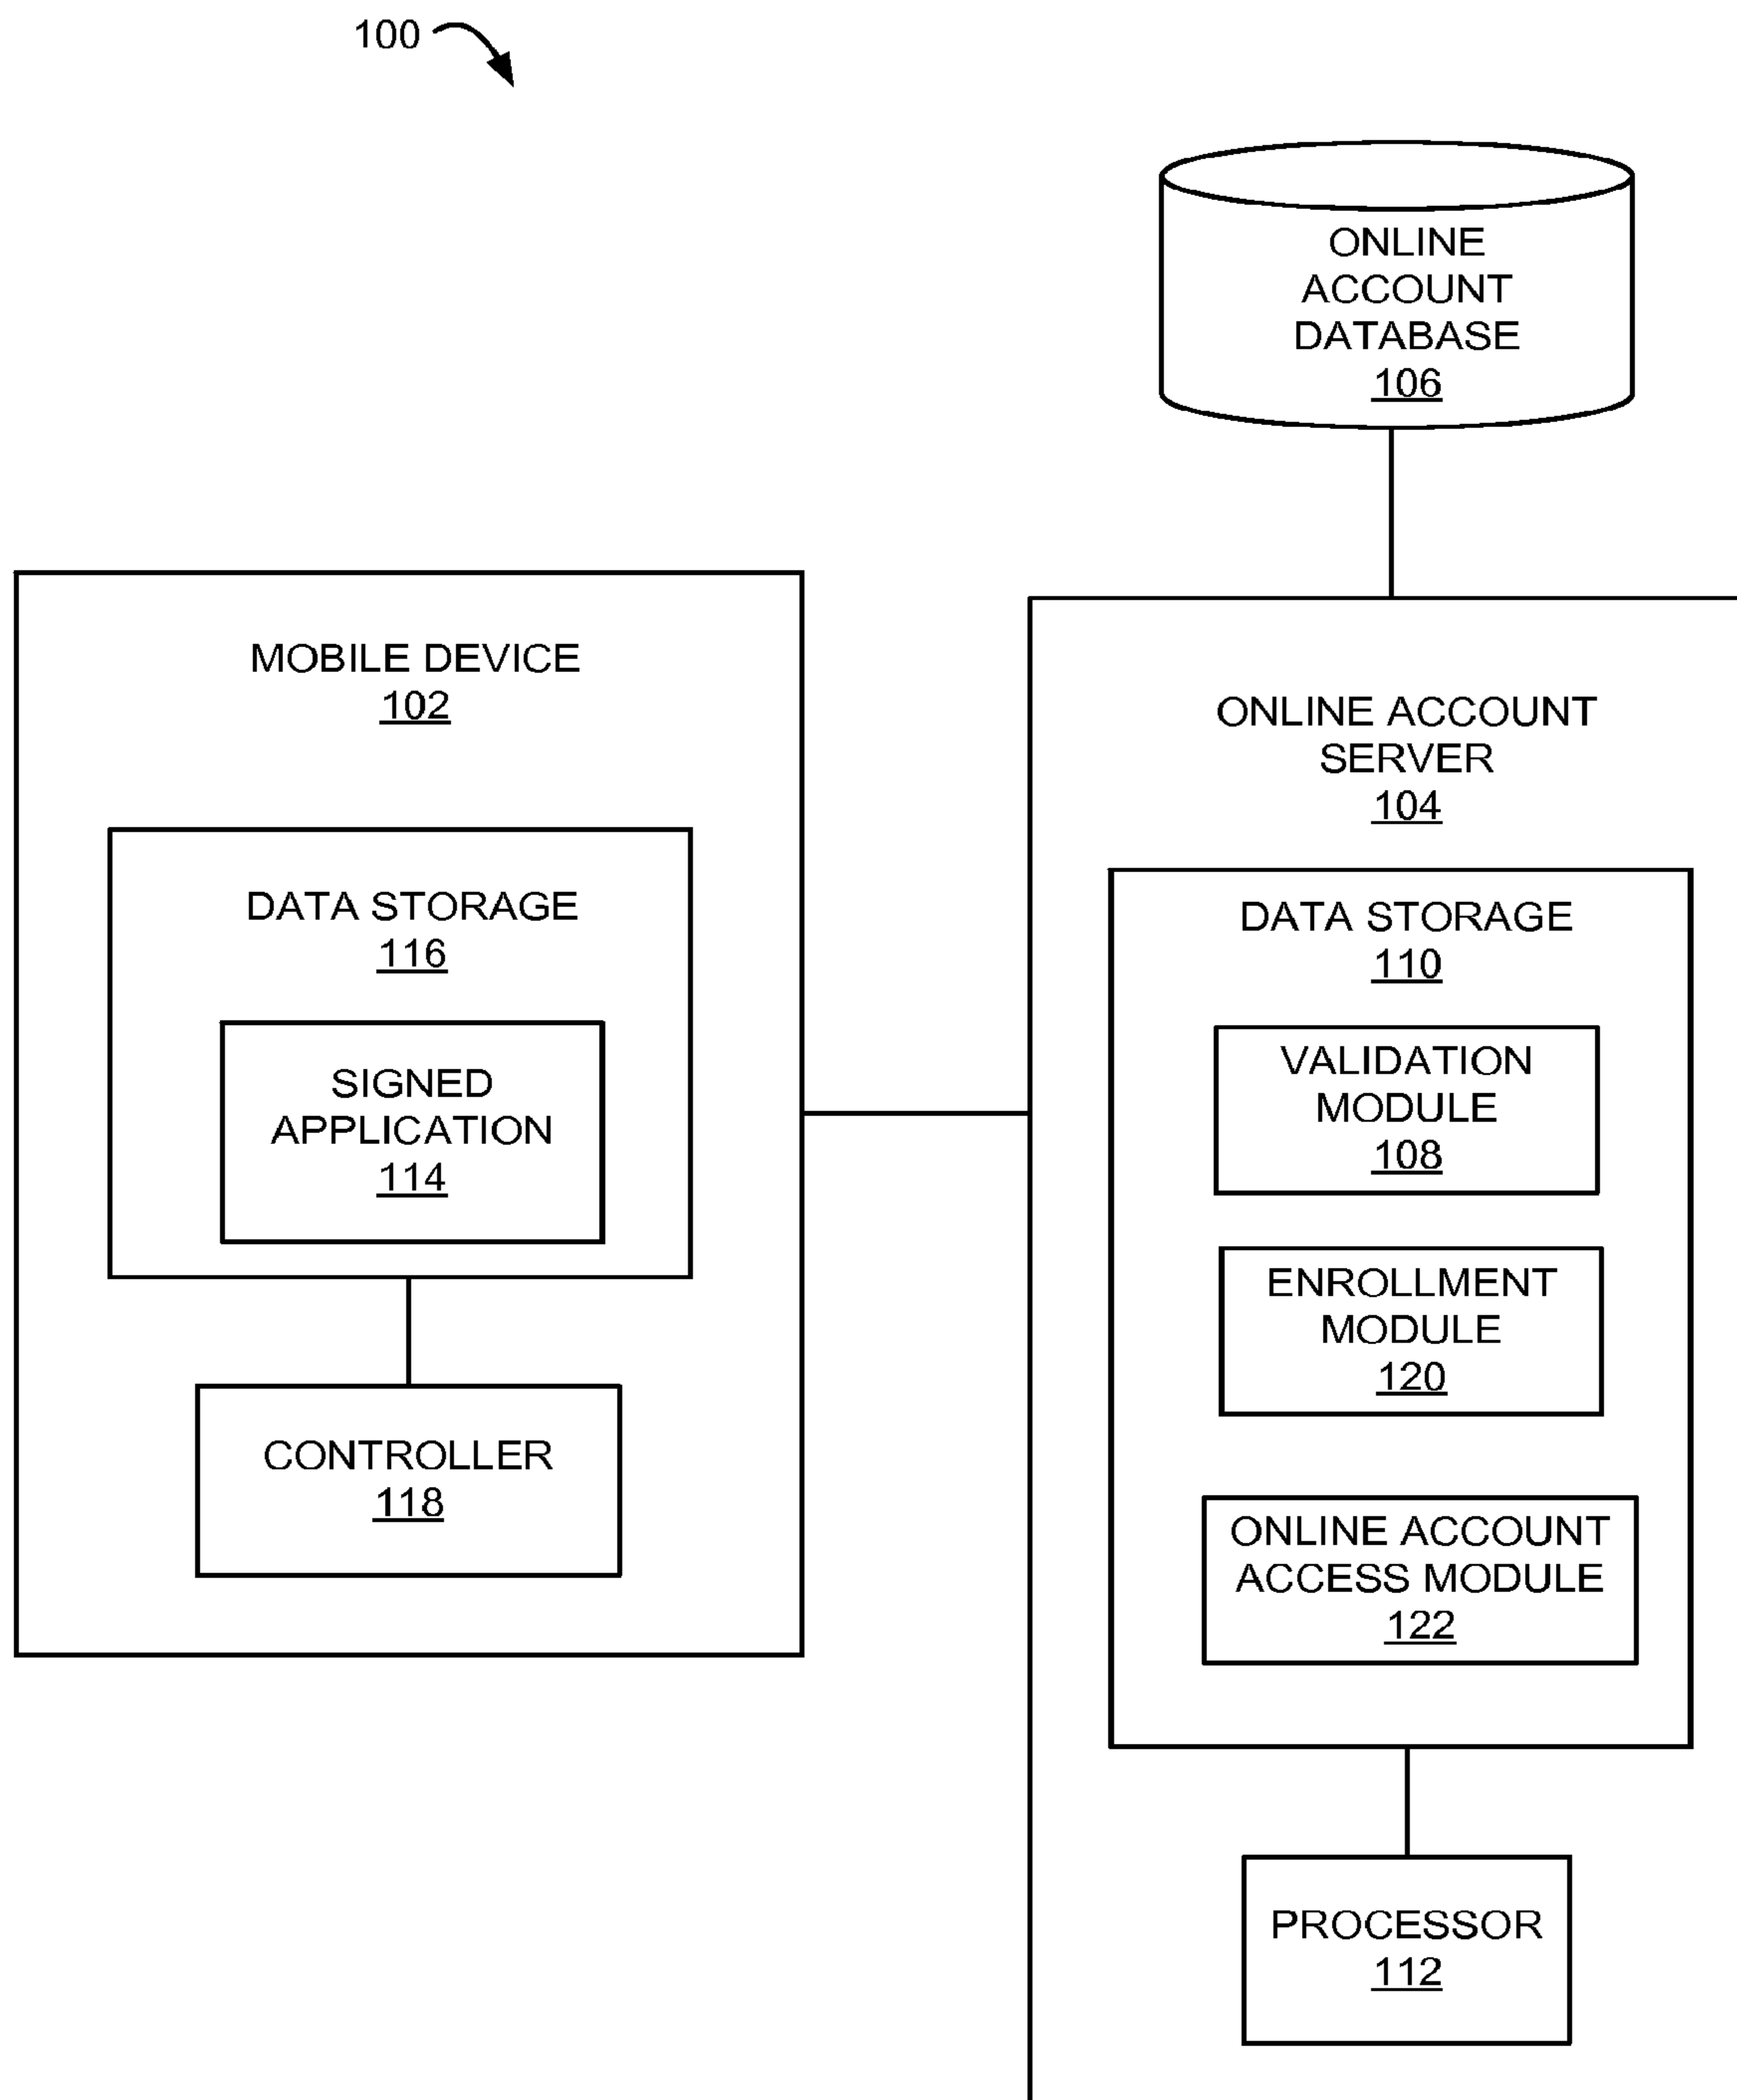 100
ONLINE
ACCOUNT
DATABASE
106
MOBILE DEVICE
102
DATA STORAGE
116
SIGNED
APPLICATION
114
CONTROLLER
118
ONLINE ACCOUNT
SERVER
104
DATA STORAGE
110
VALIDATION
MODULE
108
ENROLLMENT
MODULE
120
ONLINE ACCOUNT
ACCESS MODULE
122
PROCESSOR
112